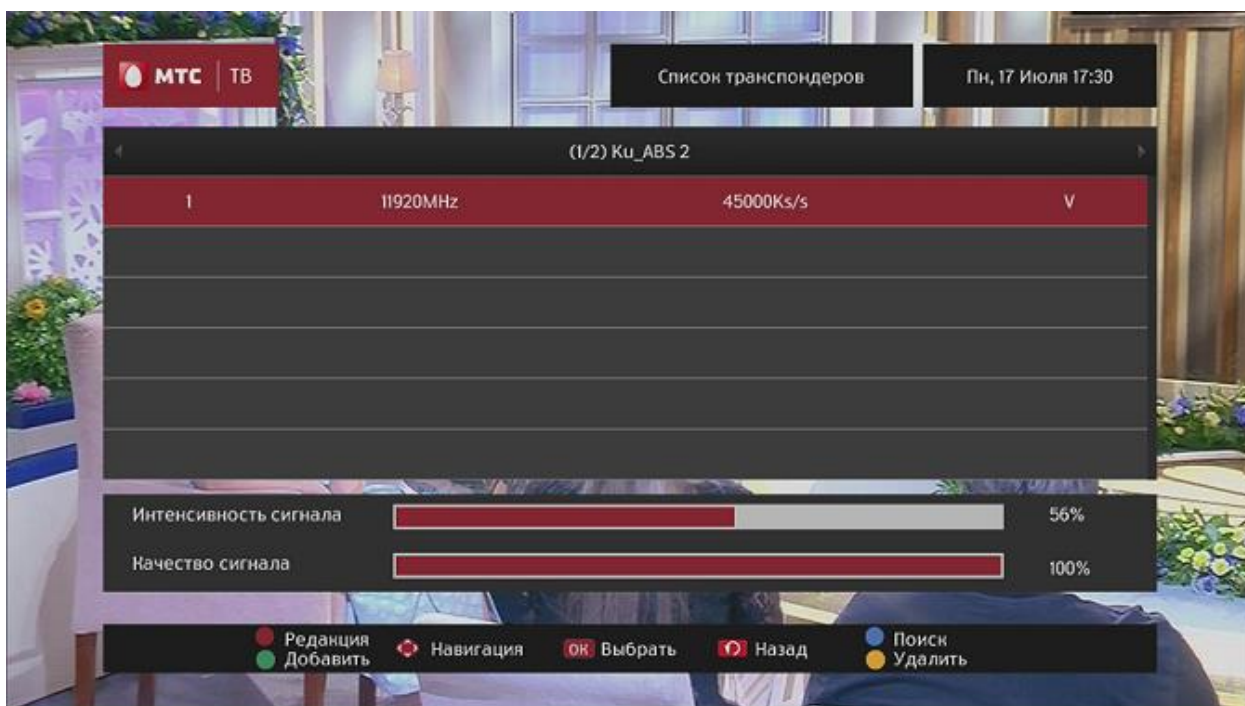 МТС ТВ
Список транспондеров
Пн, 17 Июля 17:30
(1/2) Ku_ABS 2
1 11920MHz 45000Ks/s V
Интенсивность сигнала 56%
Качество сигнала 100%
Редакция
Добавить
Навигация
OK Выбрать
Назад
Поиск
Удалить